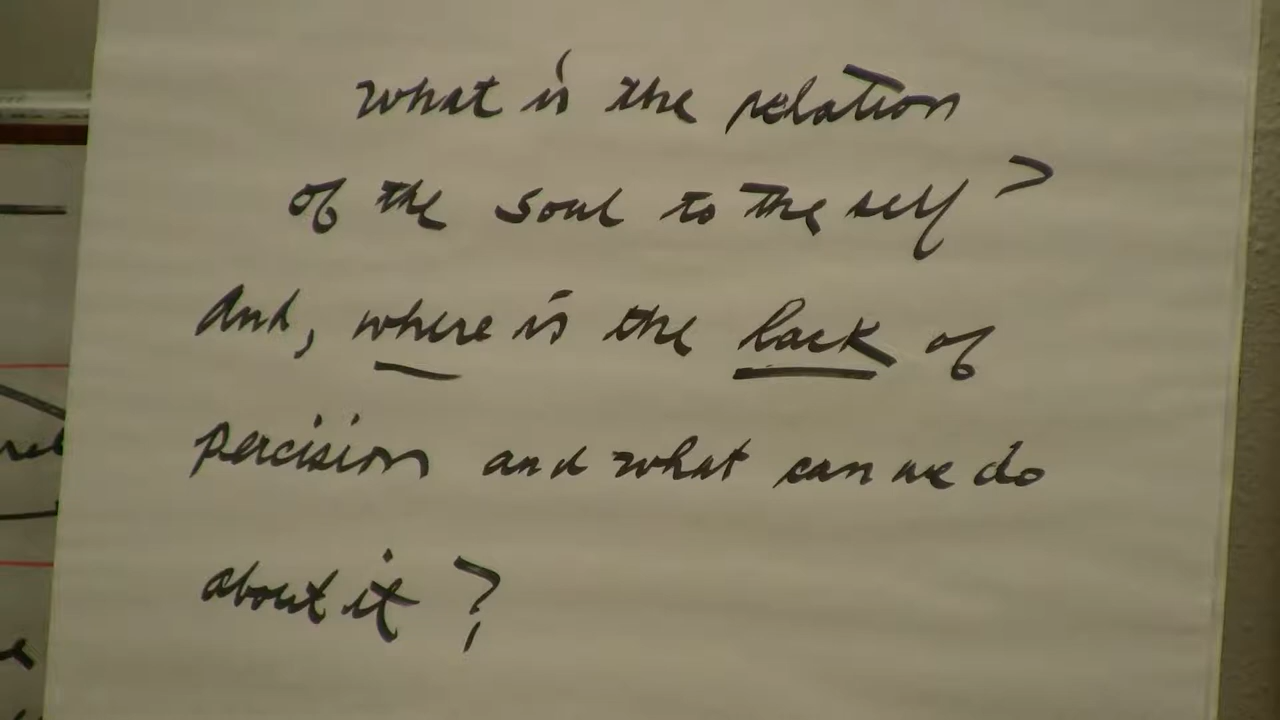 What is the relation
of the soul to the self?
And, where is the lack of
percision and what can we do
about it?